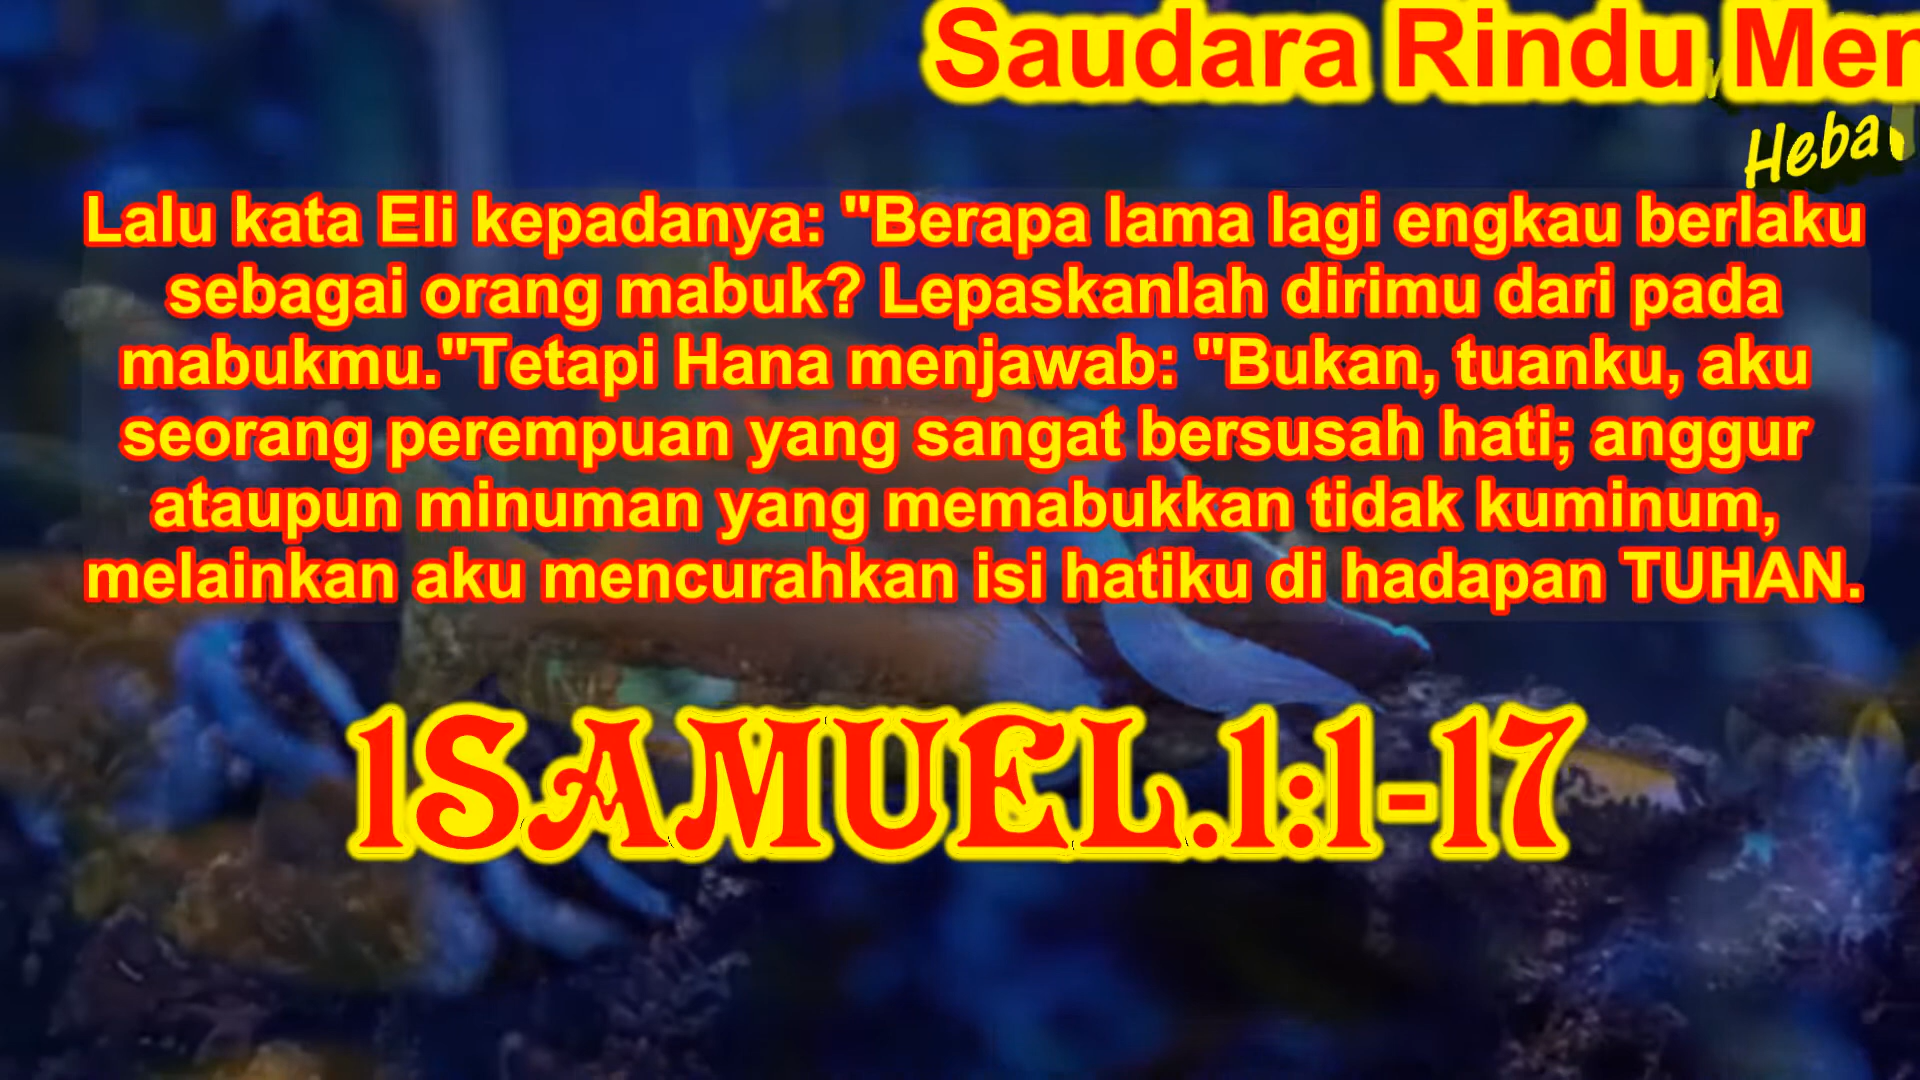 Saudara Rindu Mer
Heba
Lalu kata Eli kepadanya: "Berapa lama lagi engkau berlaku
sebagai orang mabuk? Lepaskanlah dirimu dari pada
mabukmu."Tetapi Hana menjawab: "Bukan, tuanku, aku
seorang perempuan yang sangat bersusah hati; anggur
ataupun minuman yang memabukkan tidak kuminum,
melainkan aku mencurahkan isi hatiku di hadapan TUHAN.
1SAMUEL.1:1-17